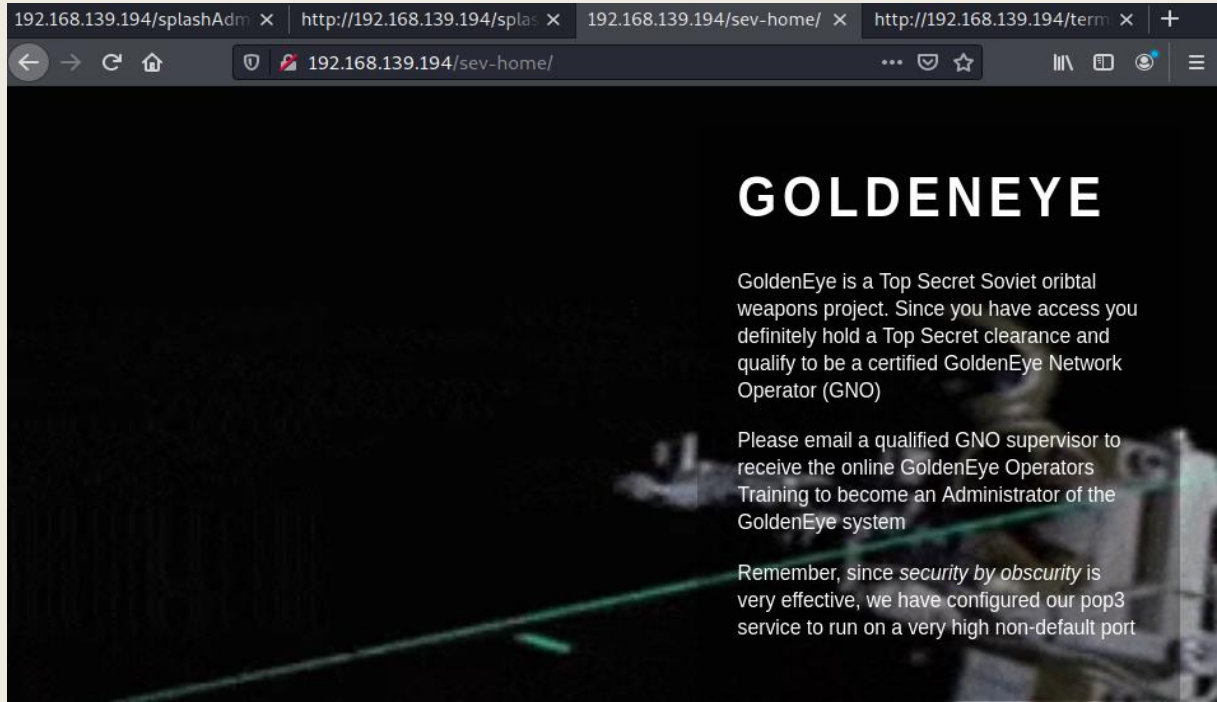 192.168.139.194/splashAdm
http://192.168.139.194/splas
192.168.139.194/sev-home/
http://192.168.139.194/term
192.168.139.194/sev-home/
GOLDENEYE
GoldenEye is a Top Secret Soviet oribtal
weapons project. Since you have access you
definitely hold a Top Secret clearance and
qualify to be a certified GoldenEye Network
Operator (GNO)
Please email a qualified GNO supervisor to
receive the online GoldenEye Operators
Training to become an Administrator of the
GoldenEye system
Remember, since security by obscurity is
very effective, we have configured our pop3
service to run on a very high non-default port